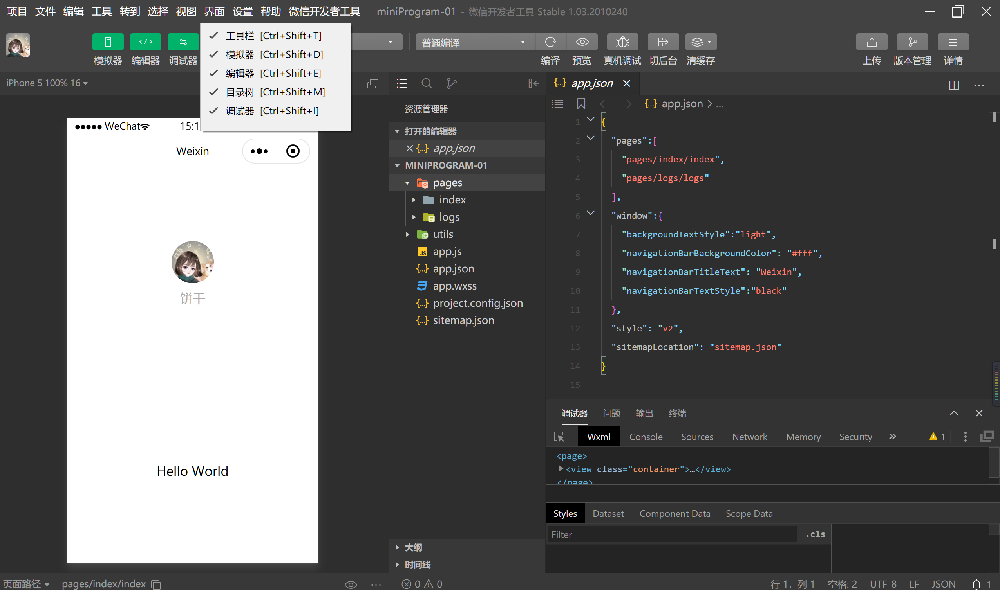 项目 文件 编辑 工具 转到 选择 视图 界面 设置 帮助 微信开发者工具 miniProgram-01 - 微信开发者工具 Stable 1.03.2010240
工具栏 [Ctrl+Shift+T]
模拟器 [Ctrl+Shift+D]
编辑器 [Ctrl+Shift+E]
目录树 [Ctrl+Shift+M]
调试器 [Ctrl+Shift+I]
普通编译
模拟器 编辑器 调试器 编译 预览 真机调试 切后台 清缓存 上传 版本管理 详情
iPhone 5 100% 16
WeChat 15:1
Weixin
饼干
Hello World
页面路径 pages/index/index
资源管理器
打开的编辑器
{..} app.json
MINIPROGRAM-01
pages
index
logs
utils
JS app.js
{..} app.json
app.wxss
{..} project.config.json
{..} sitemap.json
大纲
时间线
0 0
{..} app.json
{..} app.json > ...
1 {
2 "pages":[
3 "pages/index/index",
4 "pages/logs/logs"
5 ],
6 "window":{
7 "backgroundTextStyle":"light",
8 "navigationBarBackgroundColor": "#fff",
9 "navigationBarTitleText": "Weixin",
10 "navigationBarTextStyle":"black"
11 },
12 "style": "v2",
13 "sitemapLocation": "sitemap.json"
14 }
15
调试器 问题 输出 终端
Wxml Console Sources Network Memory Security 1
<page>
<view class="container">…</view>
</page>
Styles Dataset Component Data Scope Data
Filter .cls
行 1，列 1 空格: 2 UTF-8 LF JSON 1